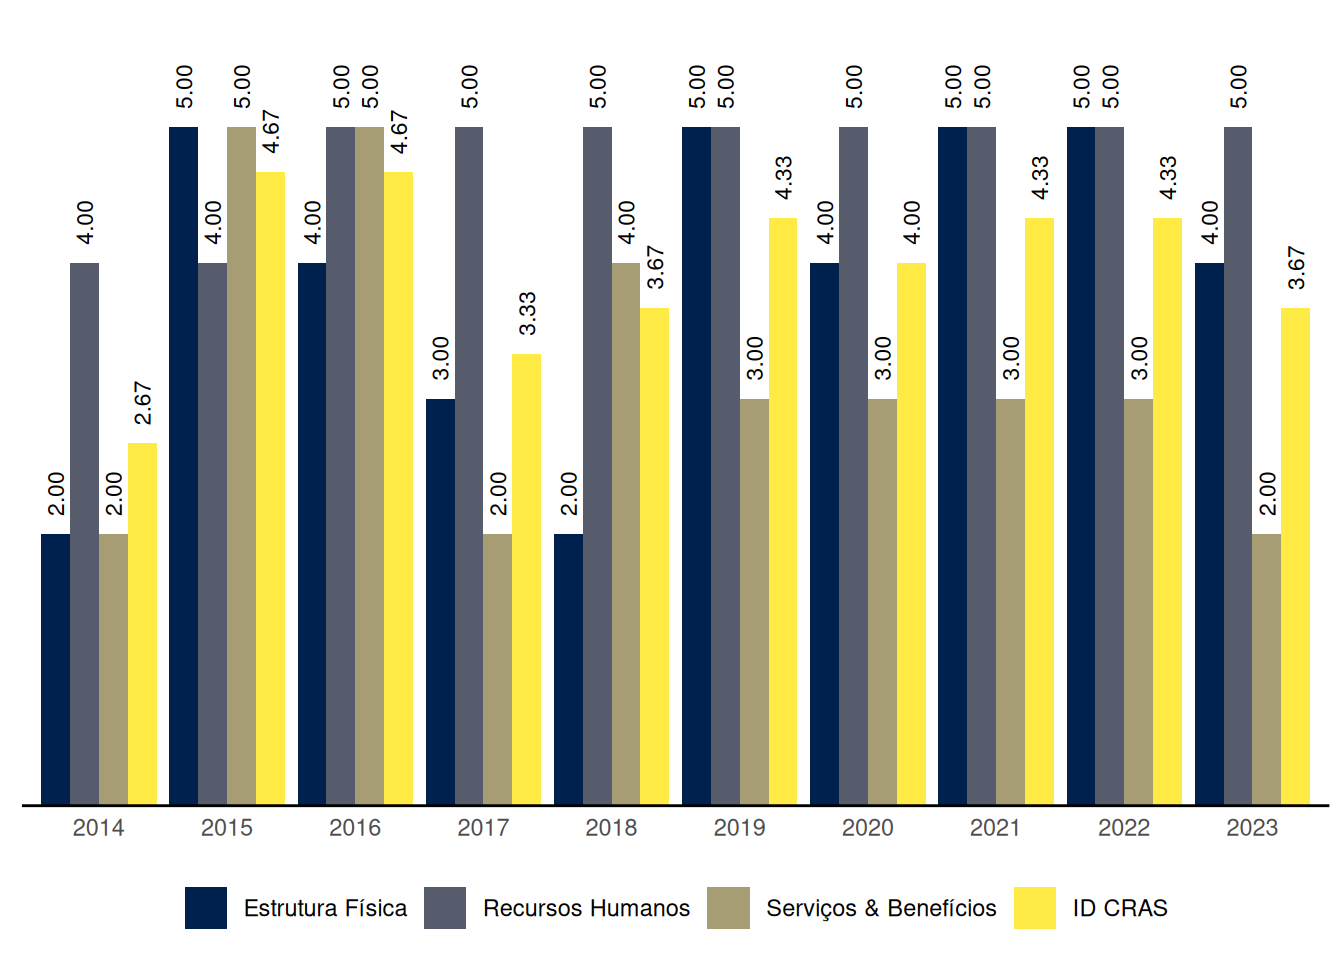 5.00 5.00 5.00 5.00 5.00 5.00 5.00 5.00 5.00 5.00 5.00 5.00 5.00 5.00
4.67 4.67
4.33 4.33 4.33
4.00 4.00 4.00 4.00 4.00 4.00 4.00
3.67 3.67
3.33
3.00 3.00 3.00 3.00 3.00
2.67
2.00 2.00 2.00 2.00 2.00
2014 2015 2016 2017 2018 2019 2020 2021 2022 2023
Estrutura Física Recursos Humanos Serviços & Benefícios ID CRAS